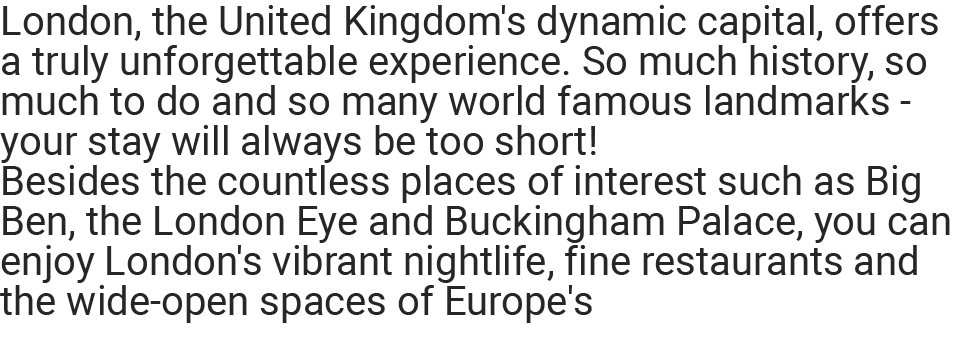 London, the United Kingdom's dynamic capital, offers
a truly unforgettable experience. So much history, so
much to do and so many world famous landmarks -
your stay will always be too short!
Besides the countless places of interest such as Big
Ben, the London Eye and Buckingham Palace, you can
enjoy London's vibrant nightlife, fine restaurants and
the wide-open spaces of Europe's